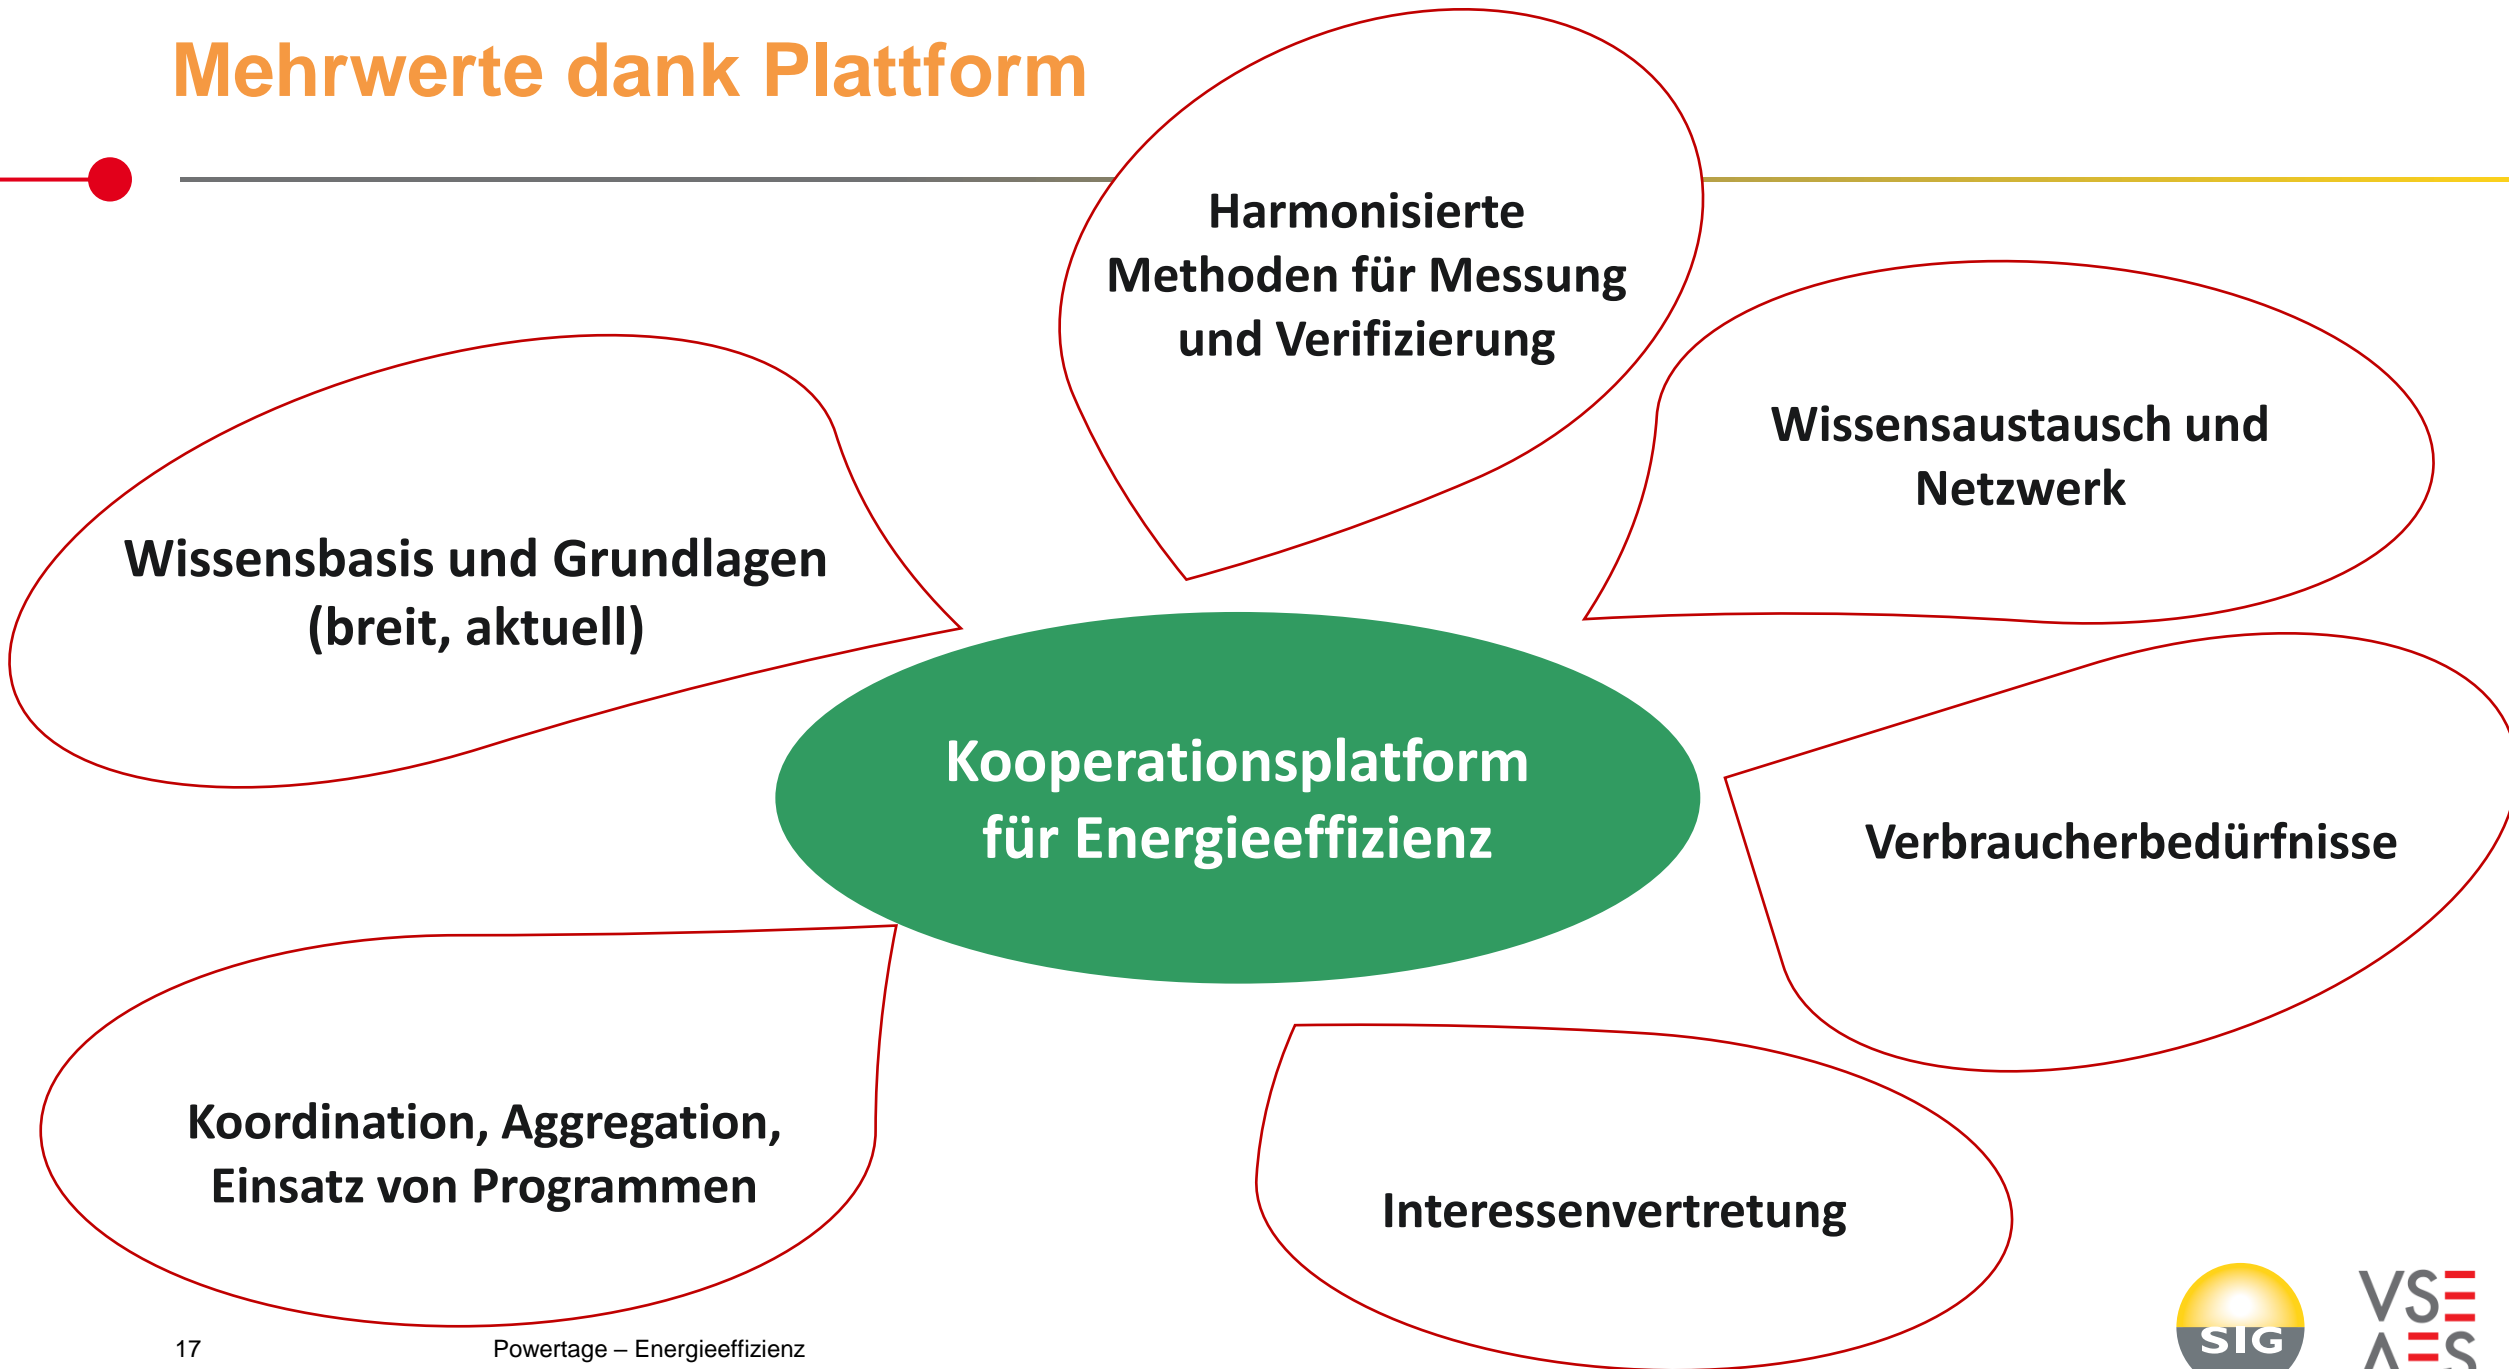 Mehrwerte dank Plattform
Harmonisierte
Methoden für Messung
und Verifizierung
Wissensaustausch und
Netzwerk
Wissensbasis und Grundlagen
(breit, aktuell)
Kooperationsplatform
für Energieeffizienz
Verbraucherbedürfnisse
Koordination, Aggregation,
Einsatz von Programmen
Interessenvertretung
17
Powertage – Energieeffizienz
SIG
VSE
AES